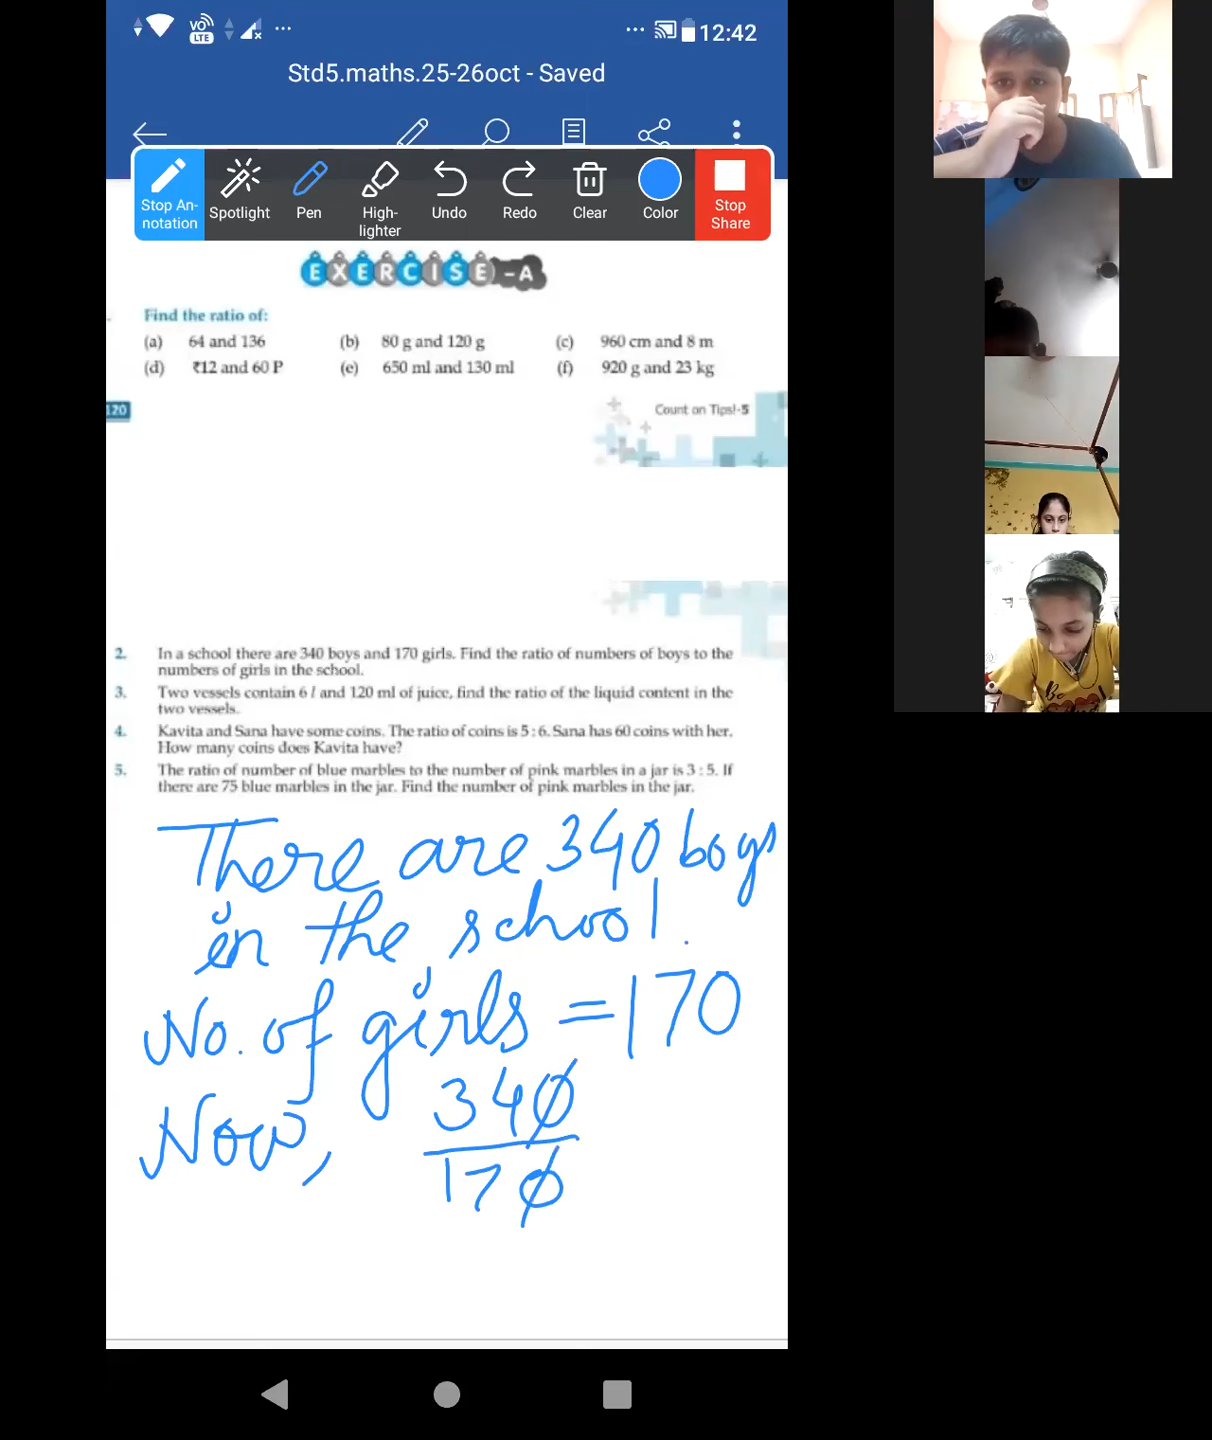 VO))
LTE
12:42
Std5.maths.25-26oct - Saved
Stop An-
notation
Spotlight
Pen
High-
lighter
Undo
Redo
Clear
Color
Stop
Share
EXERCISE-A
Find the ratio of:
(a) 64 and 136 (b) 80 g and 120 g (c) 960 cm and 8 m
(d) ₹12 and 60 P (e) 650 ml and 130 ml (f) 920 g and 23 kg
120
Count on Tips!-5
2. In a school there are 340 boys and 170 girls. Find the ratio of numbers of boys to the
numbers of girls in the school.
3. Two vessels contain 6 l and 120 ml of juice, find the ratio of the liquid content in the
two vessels.
4. Kavita and Sana have some coins. The ratio of coins is 5 : 6. Sana has 60 coins with her.
How many coins does Kavita have?
5. The ratio of number of blue marbles to the number of pink marbles in a jar is 3 : 5. If
there are 75 blue marbles in the jar. Find the number of pink marbles in the jar.
There are 340 boys
in the school.
No. of girls = 170
Now, 340
170